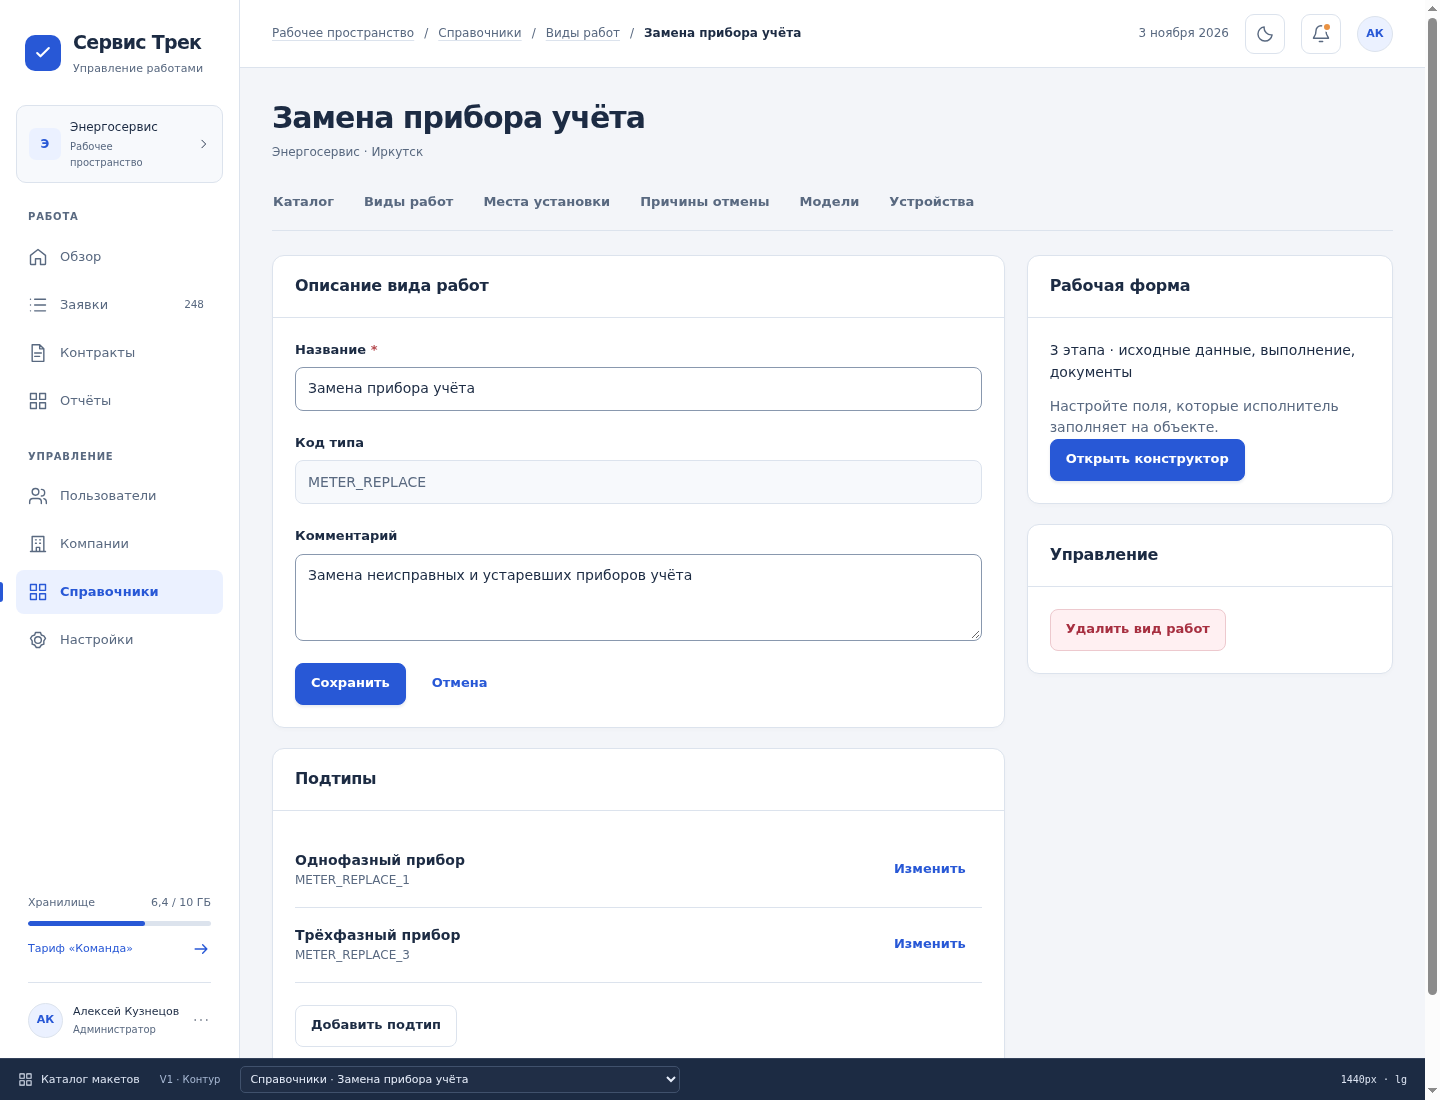 Сервис Трек
Управление работами
Э
Энергосервис
Рабочее
пространство
РАБОТА
Обзор
Заявки 248
Контракты
Отчёты
УПРАВЛЕНИЕ
Пользователи
Компании
Справочники
Настройки
Хранилище 6,4 / 10 ГБ
Тариф «Команда»
АК
Алексей Кузнецов
Администратор
Рабочее пространство / Справочники / Виды работ / Замена прибора учёта
3 ноября 2026
АК
Замена прибора учёта
Энергосервис · Иркутск
Каталог Виды работ Места установки Причины отмены Модели Устройства
Описание вида работ
Название *
Замена прибора учёта
Код типа
METER_REPLACE
Комментарий
Замена неисправных и устаревших приборов учёта
Сохранить Отмена
Подтипы
Однофазный прибор
METER_REPLACE_1
Изменить
Трёхфазный прибор
METER_REPLACE_3
Изменить
Добавить подтип
Рабочая форма
3 этапа · исходные данные, выполнение,
документы
Настройте поля, которые исполнитель
заполняет на объекте.
Открыть конструктор
Управление
Удалить вид работ
Каталог макетов V1 · Контур Справочники · Замена прибора учёта 1440px · lg